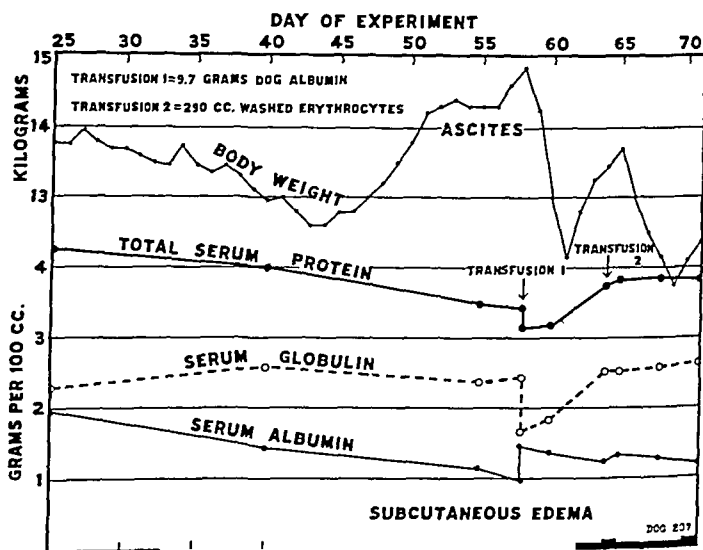 DAY OF EXPERIMENT
25 30 35 40 45 50 55 60 65 70
15
TRANSFUSION 1=9.7 GRAMS DOG ALBUMIN
TRANSFUSION 2=290 CC. WASHED ERYTHROCYTES
KILOGRAMS
14
ASCITES
BODY WEIGHT
13
TOTAL SERUM PROTEIN
TRANSFUSION 2
4
TRANSFUSION 1
3
GRAMS PER 100 CC.
SERUM GLOBULIN
2
SERUM ALBUMIN
1
SUBCUTANEOUS EDEMA
DOG 237